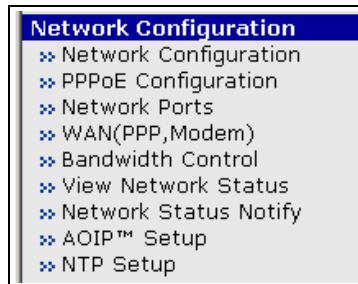 Network Configuration
» Network Configuration
» PPPoE Configuration
» Network Ports
» WAN(PPP,Modem)
» Bandwidth Control
» View Network Status
» Network Status Notify
» AOIP™ Setup
» NTP Setup